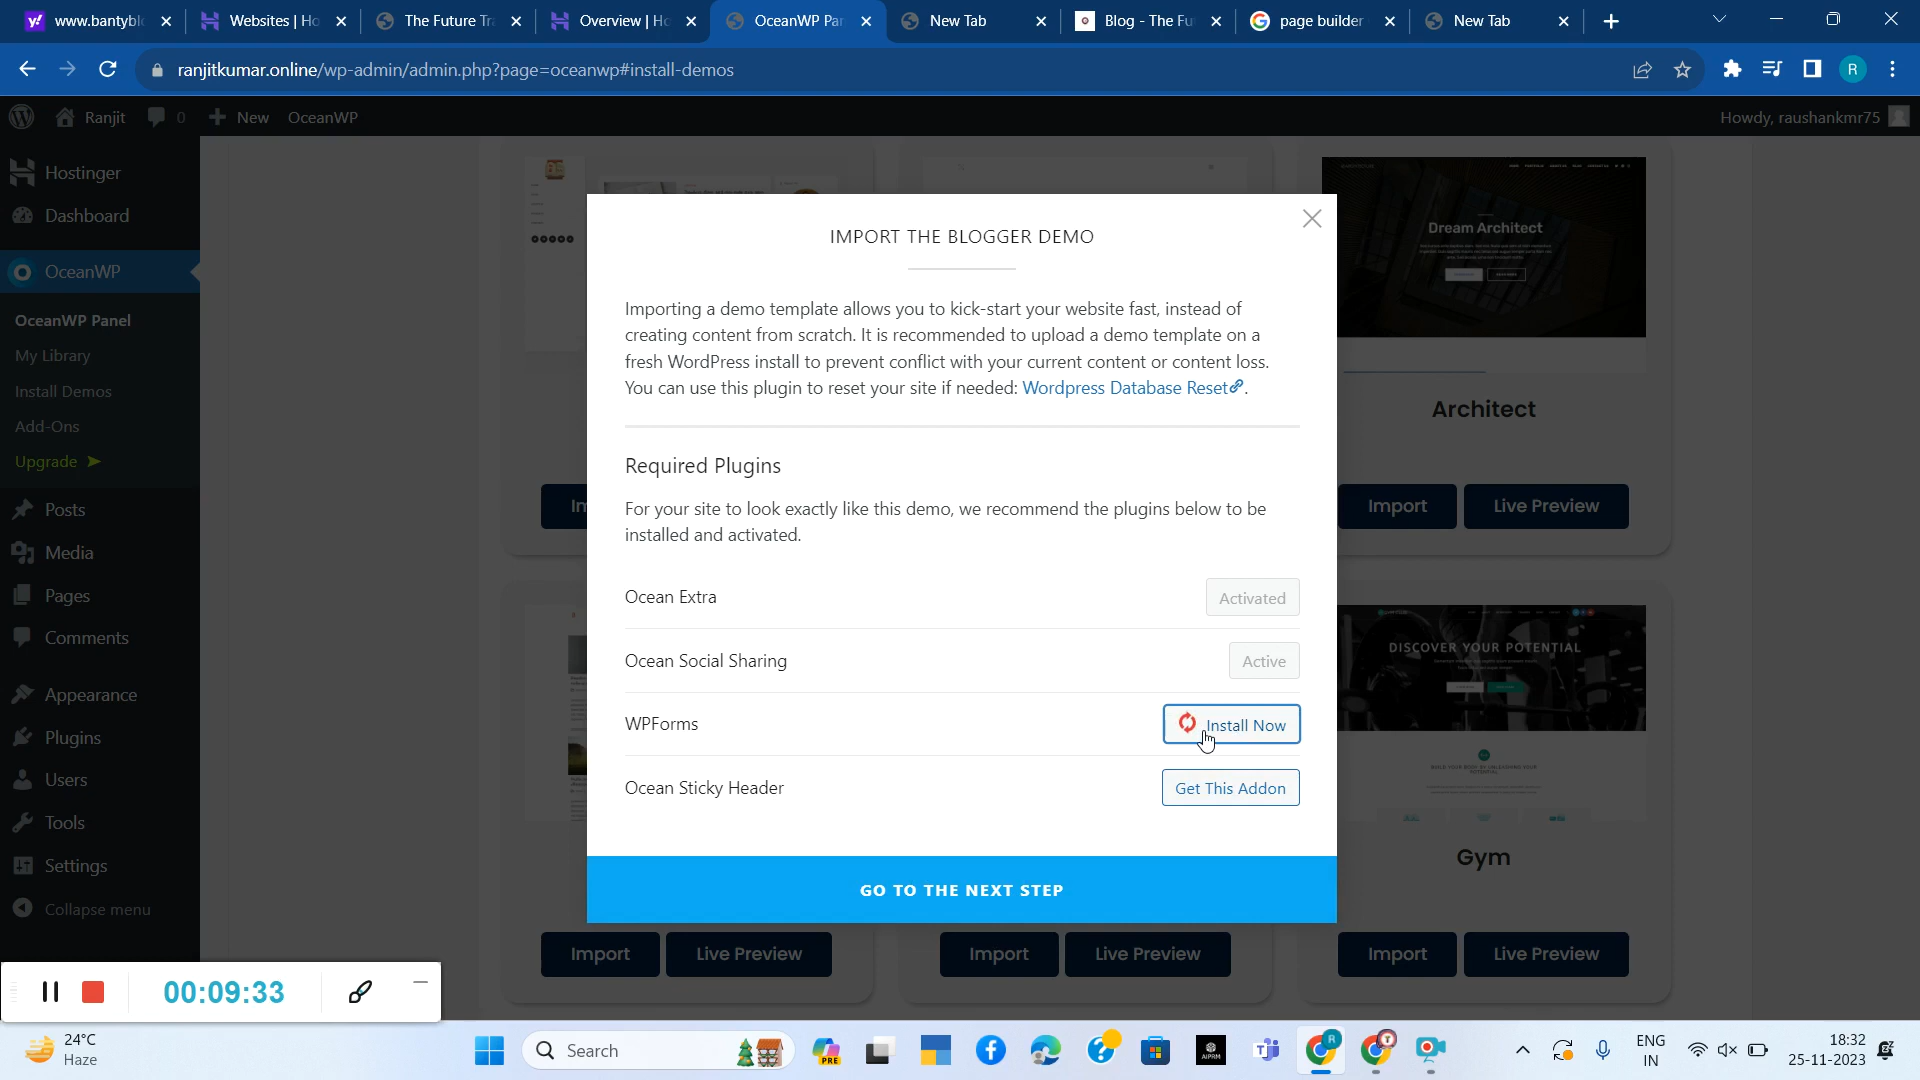 www.bantybl
Websites | Ho
The Future Tra
Overview | Ho
OceanWP Pan
New Tab
Blog - The Fu
page builder
New Tab
ranjitkumar.online/wp-admin/admin.php?page=oceanwp#install-demos
R
Ranjit
0
New
OceanWP
Howdy, raushankmr75
Hostinger
Dashboard
OceanWP
OceanWP Panel
My Library
Install Demos
Add-Ons
Upgrade ➤
Posts
Media
Pages
Comments
Appearance
Plugins
Users
Tools
Settings
Collapse menu
IMPORT THE BLOGGER DEMO
Importing a demo template allows you to kick-start your website fast, instead of
creating content from scratch. It is recommended to upload a demo template on a
fresh WordPress install to prevent conflict with your current content or content loss.
You can use this plugin to reset your site if needed: Wordpress Database Reset.
Required Plugins
For your site to look exactly like this demo, we recommend the plugins below to be
installed and activated.
Ocean Extra
Activated
Ocean Social Sharing
Active
WPForms
Install Now
Ocean Sticky Header
Get This Addon
GO TO THE NEXT STEP
Dream Architect
Architect
Im
Import
Live Preview
DISCOVER YOUR POTENTIAL
Gym
Import
Live Preview
Import
Live Preview
Import
Live Preview
00:09:33
24°C
Haze
Search
PRE
AIPRM
R
T
ENG
IN
18:32
25-11-2023